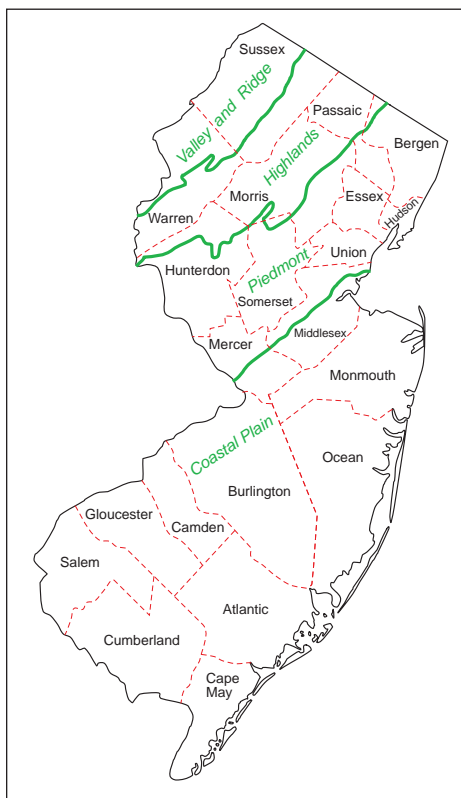 Sussex
Valley and Ridge
Passaic
Highlands
Bergen
Essex
Hudson
Morris
Warren
Union
Hunterdon
Piedmont
Somerset
Middlesex
Mercer
Monmouth
Coastal Plain
Ocean
Burlington
Gloucester
Camden
Salem
Atlantic
Cumberland
Cape
May